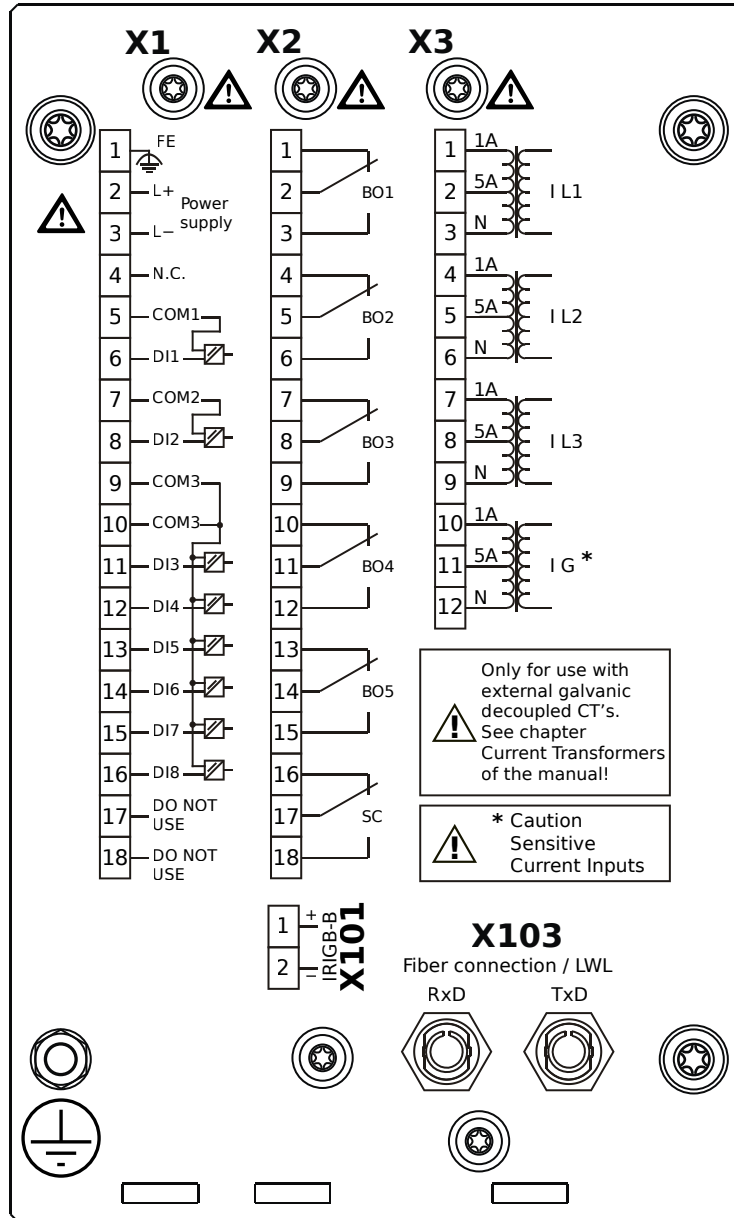 X1
X2
X3
1
FE
2
L+
Power
supply
3
L−
4
N.C.
5
COM1
6
DI1
7
COM2
8
DI2
9
COM3
10
COM3
11
DI3
12
DI4
13
DI5
14
DI6
15
DI7
16
DI8
17
DO NOT
USE
18
DO NOT
USE
1
2
BO1
3
4
5
BO2
6
7
8
BO3
9
10
11
BO4
12
13
14
BO5
15
16
17
SC
18
1
1A
2
5A
I L1
3
N
4
1A
5
5A
I L2
6
N
7
1A
8
5A
I L3
9
N
10
1A
11
5A
I G *
12
N
!
!
!
!
!
Only for use with
external galvanic
decoupled CT's.
See chapter
Current Transformers
of the manual!
!
* Caution
Sensitive
Current Inputs
1
+
2
−
IRIGB-B
X101
X103
Fiber connection / LWL
RxD
TxD